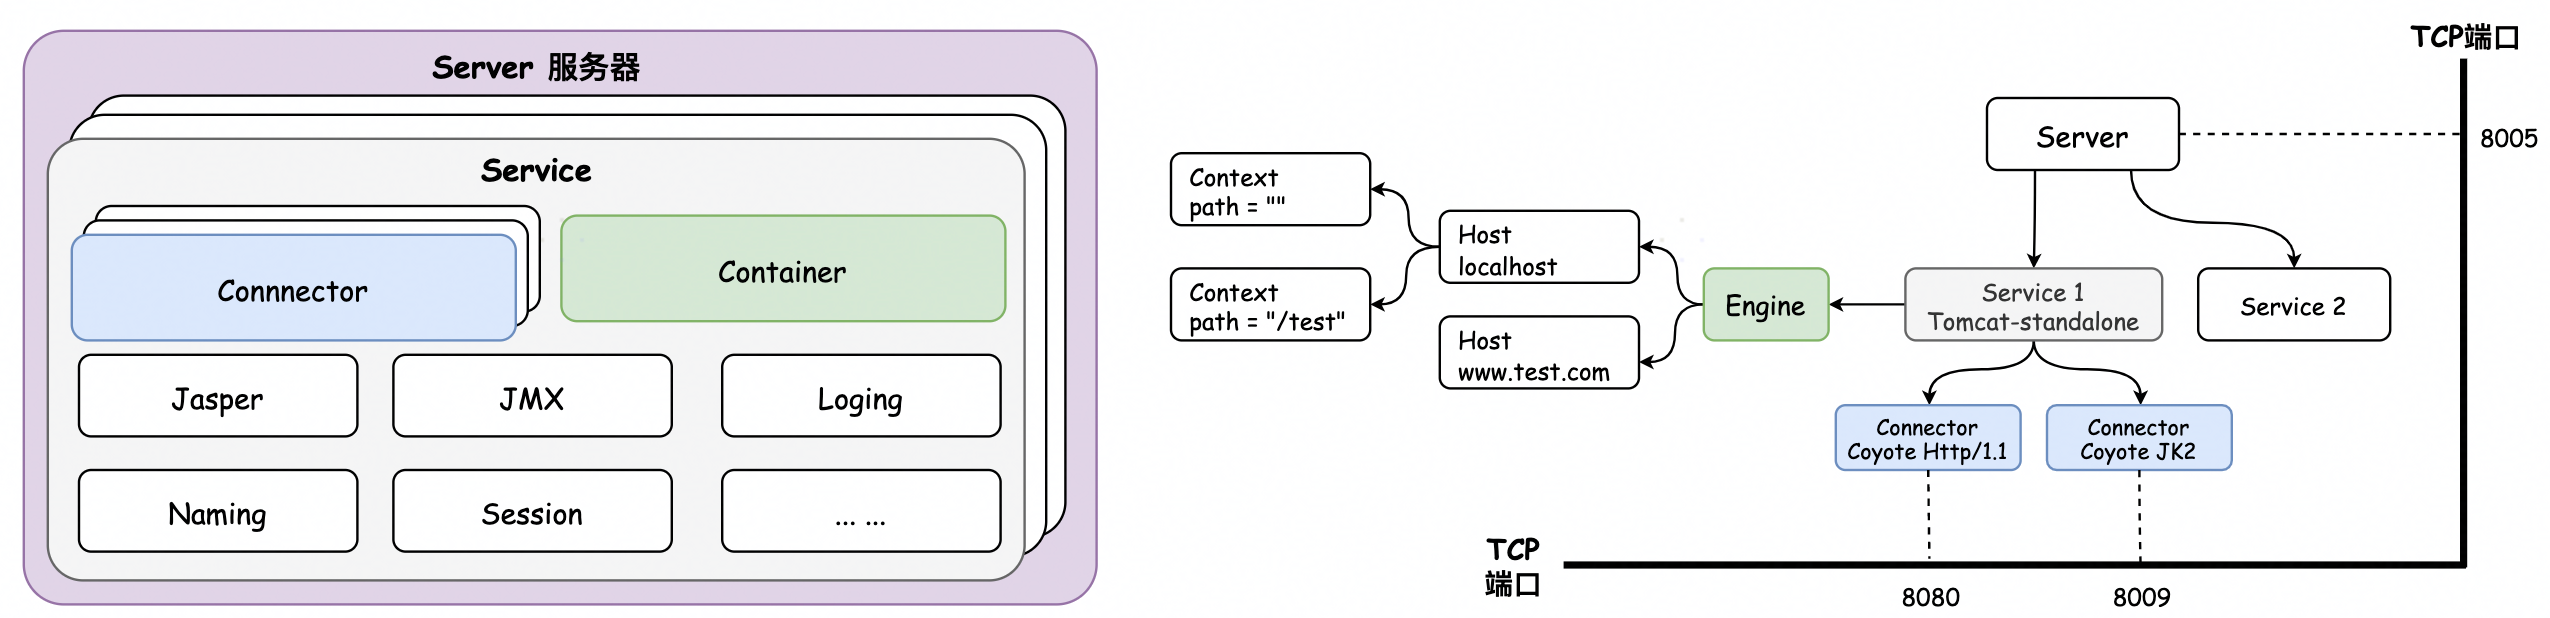 Server 服务器
Service
Connnector
Container
Jasper
JMX
Loging
Naming
Session
... ...
TCP端口
Server
8005
Context
path = ""
Host
localhost
Context
path = "/test"
Engine
Service 1
Tomcat-standalone
Service 2
Host
www.test.com
Connector
Coyote Http/1.1
Connector
Coyote JK2
TCP
端口
8080
8009